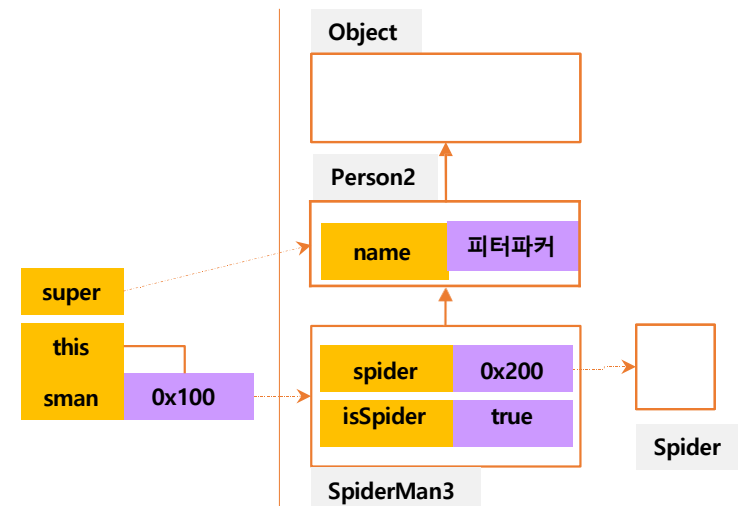 Object
Person2
name 피터파커
super
this
sman 0x100
spider 0x200
isSpider true
Spider
SpiderMan3